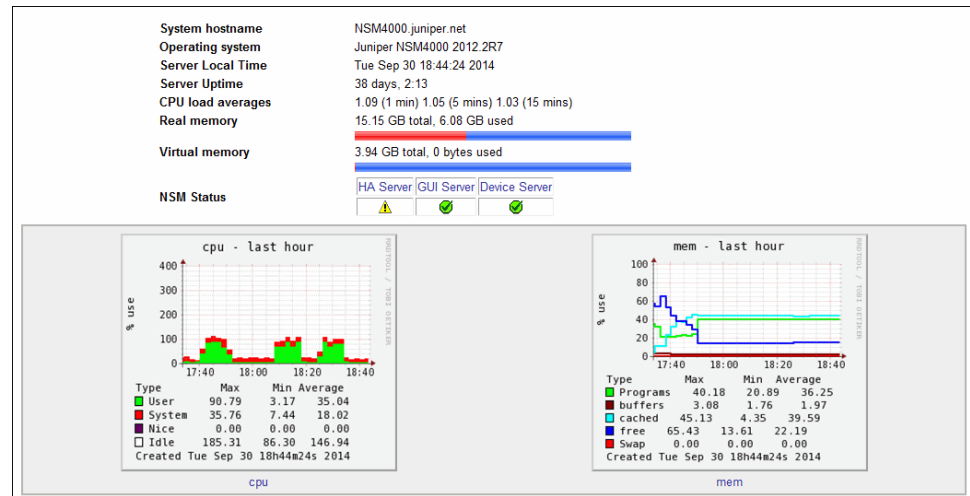 System hostname NSM4000.juniper.net
Operating system Juniper NSM4000 2012.2R7
Server Local Time Tue Sep 30 18:44:24 2014
Server Uptime 38 days, 2:13
CPU load averages 1.09 (1 min) 1.05 (5 mins) 1.03 (15 mins)
Real memory 15.15 GB total, 6.08 GB used
Virtual memory 3.94 GB total, 0 bytes used
NSM Status
HA Server GUI Server Device Server
cpu - last hour
RRDTOOL / TOBI OETIKER
% use
400
300
200
100
0
17:40 18:00 18:20 18:40
Type Max Min Average
User 90.79 3.17 35.04
System 35.76 7.44 18.02
Nice 0.00 0.00 0.00
Idle 185.31 86.30 146.94
Created Tue Sep 30 18h44m24s 2014
cpu
mem - last hour
RRDTOOL / TOBI OETIKER
% use
100
80
60
40
20
0
17:40 18:00 18:20 18:40
Type Max Min Average
Programs 40.18 20.89 36.25
buffers 3.08 1.76 1.97
cached 45.13 4.35 39.59
free 65.43 13.61 22.19
Swap 0.00 0.00 0.00
Created Tue Sep 30 18h44m24s 2014
mem